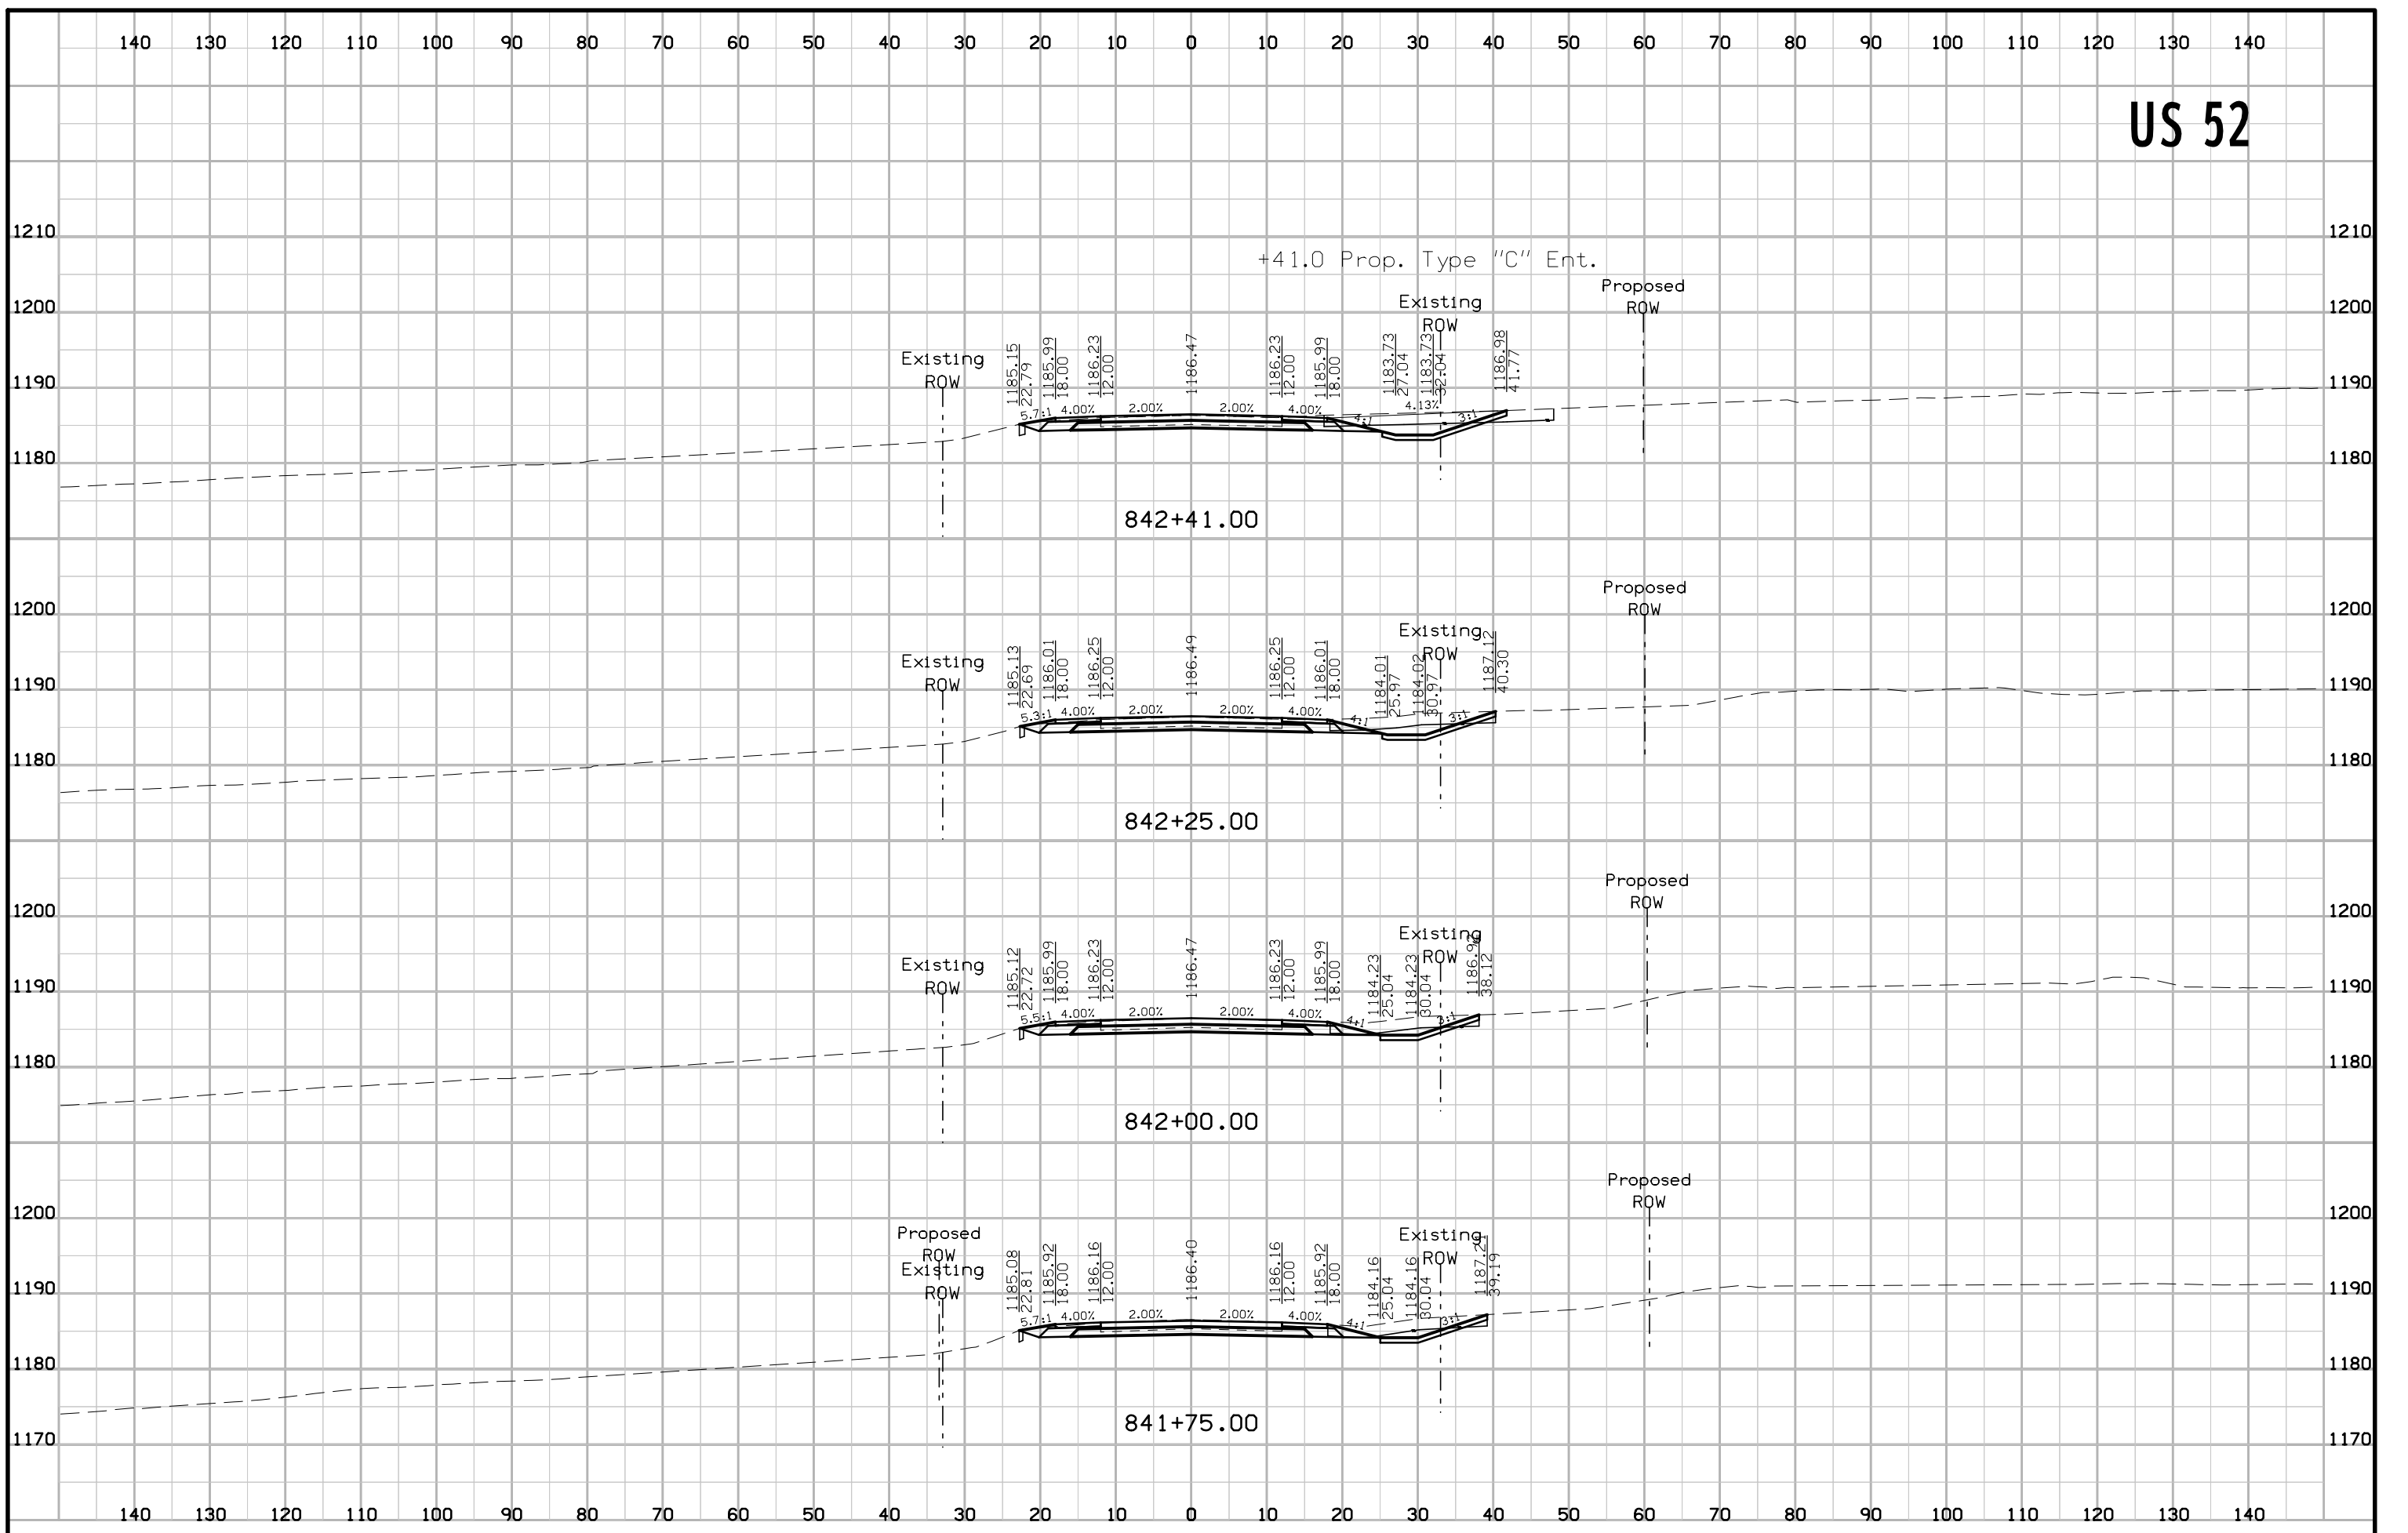 140 130 120 110 100 90 80 70 60 50 40 30 20 10 0 10 20 30 40 50 60 70 80 90 100 110 120 130 140
US 52
1210 1210
+41.0 Prop. Type "C" Ent.
Proposed
ROW
Existing
ROW
1200 1200
Existing
ROW
1185.15
22.79
1185.99
18.00
1186.23
12.00
1186.47
1186.23
12.00
1185.99
18.00
1183.73
27.04
1183.73
32.04
1186.98
41.77
1190 1190
5.7:1 4.00% 2.00% 2.00% 4.00% 4:1 4.13% 3:1
1180 1180
842+41.00
Proposed
ROW
1200 1200
Existing
ROW
Existing
ROW
1185.13
22.69
1186.01
18.00
1186.25
12.00
1186.49
1186.25
12.00
1186.01
18.00
1184.01
25.97
1184.02
30.97
1187.12
40.30
1190 1190
5.3:1 4.00% 2.00% 2.00% 4.00% 4:1 3:1
1180 1180
842+25.00
Proposed
ROW
1200 1200
Existing
ROW
Existing
ROW
1185.12
22.72
1185.99
18.00
1186.23
12.00
1186.47
1186.23
12.00
1185.99
18.00
1184.23
25.04
1184.23
30.04
38.12
1190 1190
5.5:1 4.00% 2.00% 2.00% 4.00% 4:1 3:1
1180 1180
842+00.00
Proposed
ROW
1200 1200
Proposed
ROW
Existing
ROW
Existing
ROW
1185.08
22.81
1185.92
18.00
1186.16
12.00
1186.40
1186.16
12.00
1185.92
18.00
1184.16
25.04
1184.16
30.04
1187.21
39.19
1190 1190
5.7:1 4.00% 2.00% 2.00% 4.00% 4:1 3:1
1180 1180
841+75.00
1170 1170
140 130 120 110 100 90 80 70 60 50 40 30 20 10 0 10 20 30 40 50 60 70 80 90 100 110 120 130 140